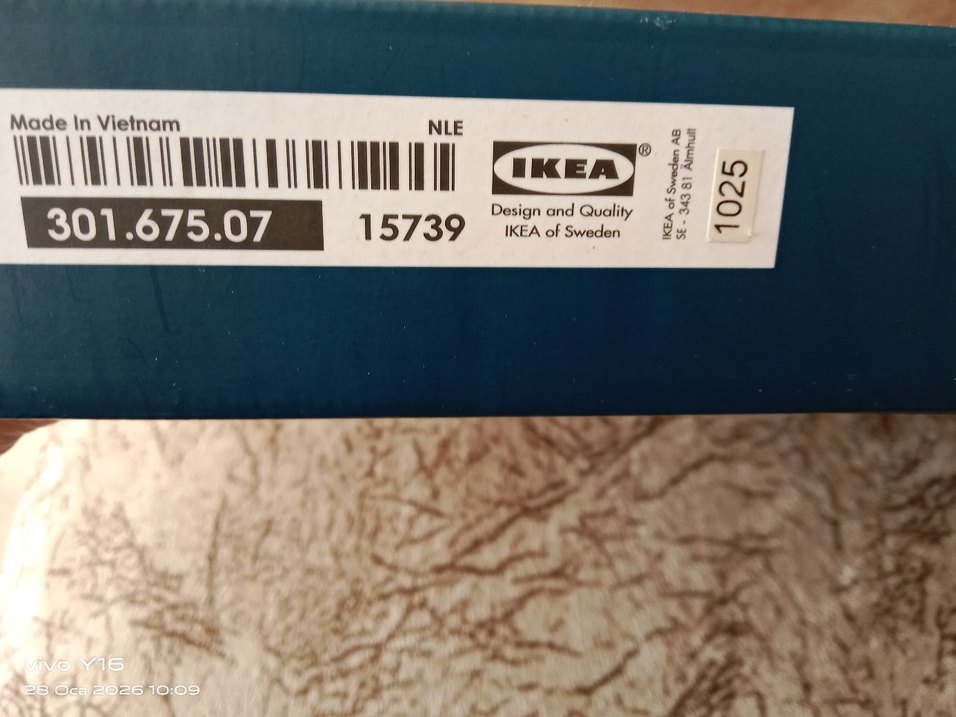 Made In Vietnam
NLE
301.675.07
15739
IKEA®
Design and Quality
IKEA of Sweden
IKEA of Sweden AB
SE - 343 81 Älmhult
1025
vivo Y16
28 Oca 2026 10:09